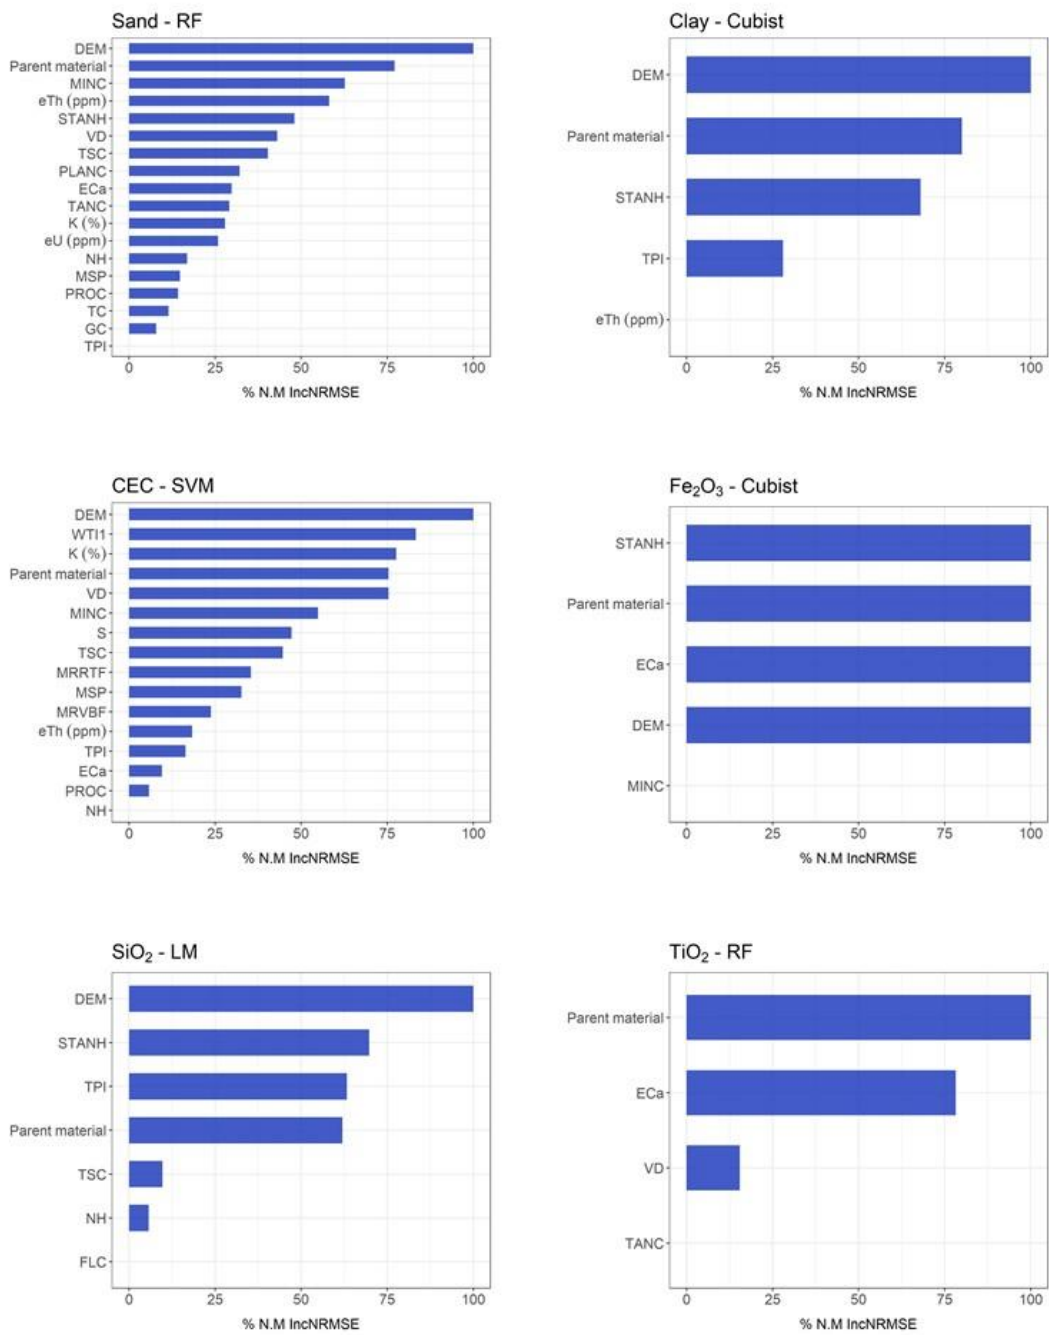 Sand - RF
DEM
Parent material
MINC
eTh (ppm)
STANH
VD
TSC
PLANC
ECa
TANC
K (%)
eU (ppm)
NH
MSP
PROC
TC
GC
TPI
0 25 50 75 100
% N.M IncNRMSE
Clay - Cubist
DEM
Parent material
STANH
TPI
eTh (ppm)
0 25 50 75 100
% N.M IncNRMSE
CEC - SVM
DEM
WTI1
K (%)
Parent material
VD
MINC
S
TSC
MRRTF
MSP
MRVBF
eTh (ppm)
TPI
ECa
PROC
NH
0 25 50 75 100
% N.M IncNRMSE
Fe₂O₃ - Cubist
STANH
Parent material
ECa
DEM
MINC
0 25 50 75 100
% N.M IncNRMSE
SiO₂ - LM
DEM
STANH
TPI
Parent material
TSC
NH
FLC
0 25 50 75 100
% N.M IncNRMSE
TiO₂ - RF
Parent material
ECa
VD
TANC
0 25 50 75 100
% N.M IncNRMSE